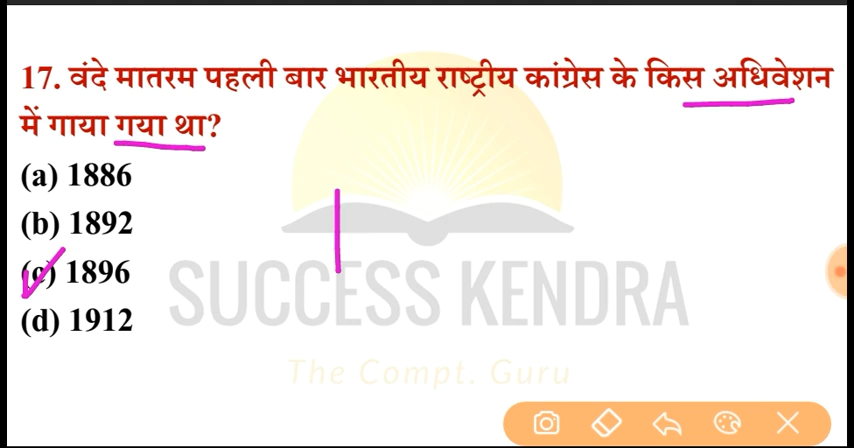 17. वंदे मातरम पहली बार भारतीय राष्ट्रीय कांग्रेस के किस अधिवेशन
में गाया गया था?
(a) 1886
(b) 1892
(c) 1896
(d) 1912
SUCCESS KENDRA
The Compt. Guru